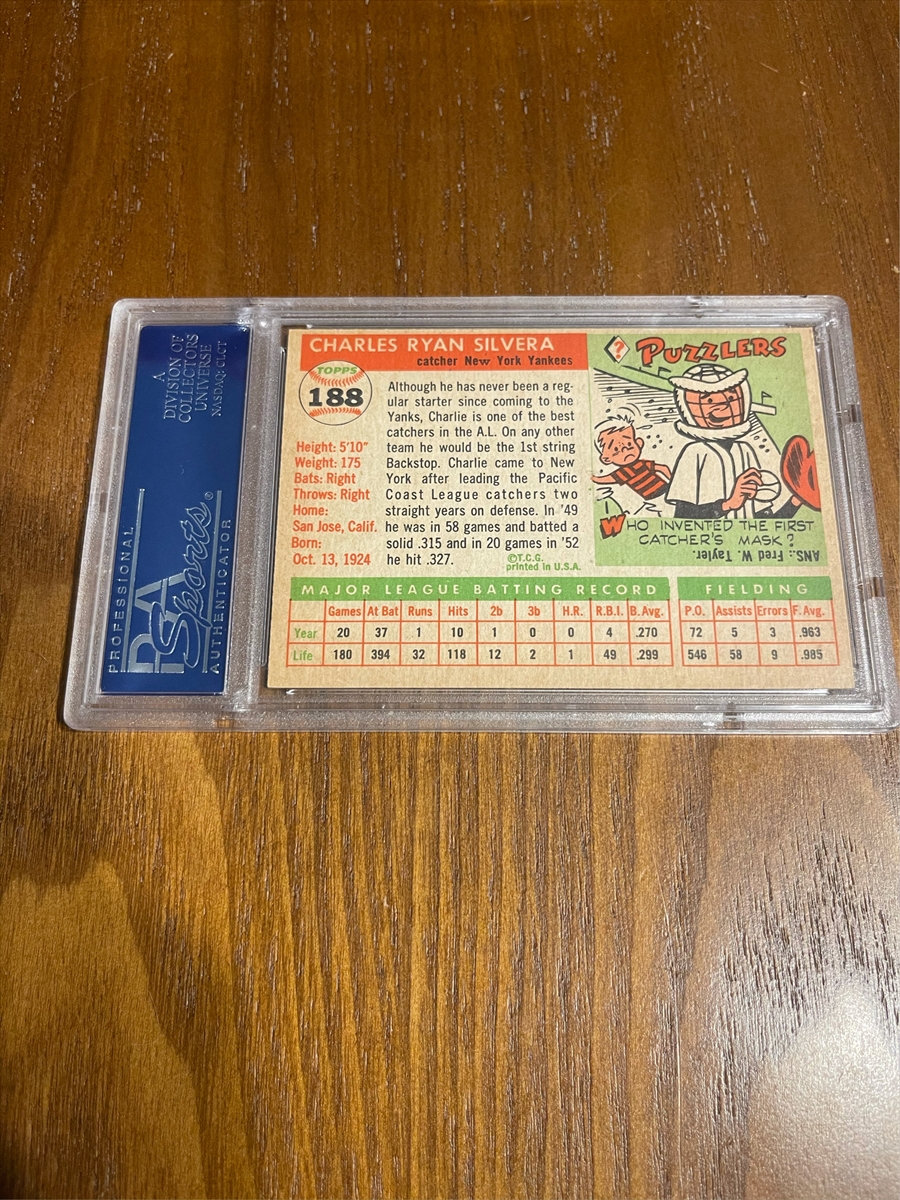 A
DIVISION OF
COLLECTORS
UNIVERSE
NASDAQ: CLCT
PROFESSIONAL
PSA
Sports®
AUTHENTICATOR
CHARLES RYAN SILVERA
catcher New York Yankees
TOPPS
188
Height: 5'10"
Weight: 175
Bats: Right
Throws: Right
Home:
San Jose, Calif.
Born:
Oct. 13, 1924
Although he has never been a reg-
ular starter since coming to the
Yanks, Charlie is one of the best
catchers in the A.L. On any other
team he would be the 1st string
Backstop. Charlie came to New
York after leading the Pacific
Coast League catchers two
straight years on defense. In '49
he was in 58 games and batted a
solid .315 and in 20 games in '52
he hit .327.
©T.C.G.
printed in U.S.A.
?
PUZZLERS
WHO INVENTED THE FIRST
CATCHER'S MASK?
ANS.: Fred W. Tayler.
MAJOR LEAGUE BATTING RECORD
FIELDING
Games At Bat Runs Hits 2b 3b H.R. R.B.I. B. Avg. P.O. Assists Errors F. Avg.
Year 20 37 1 10 1 0 0 4 .270 72 5 3 .963
Life 180 394 32 118 12 2 1 49 .299 546 58 9 .985